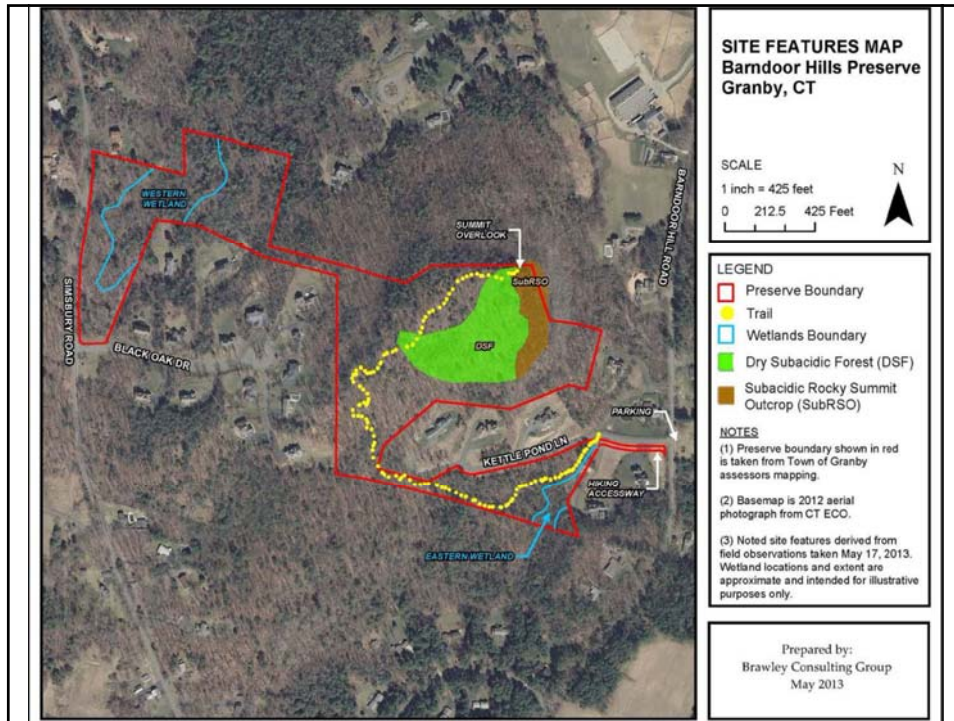 SITE FEATURES MAP
Barndoor Hills Preserve
Granby, CT
SCALE
1 inch = 425 feet
N
0 212.5 425 Feet
LEGEND
Preserve Boundary
Trail
Wetlands Boundary
Dry Subacidic Forest (DSF)
Subacidic Rocky Summit
Outcrop (SubRSO)
NOTES
(1) Preserve boundary shown in red
is taken from Town of Granby
assessors mapping.
(2) Basemap is 2012 aerial
photograph from CT ECO.
(3) Noted site features derived from
field observations taken May 17, 2013.
Wetland locations and extent are
approximate and intended for illustrative
purposes only.
Prepared by:
Brawley Consulting Group
May 2013
WESTERN
WETLAND
SIMSBURY ROAD
BLACK OAK DR
SUMMIT
OVERLOOK
SubRSO
DSF
BARNDOOR HILL ROAD
PARKING
KETTLE POND LN
HIKING
ACCESSWAY
EASTERN WETLAND